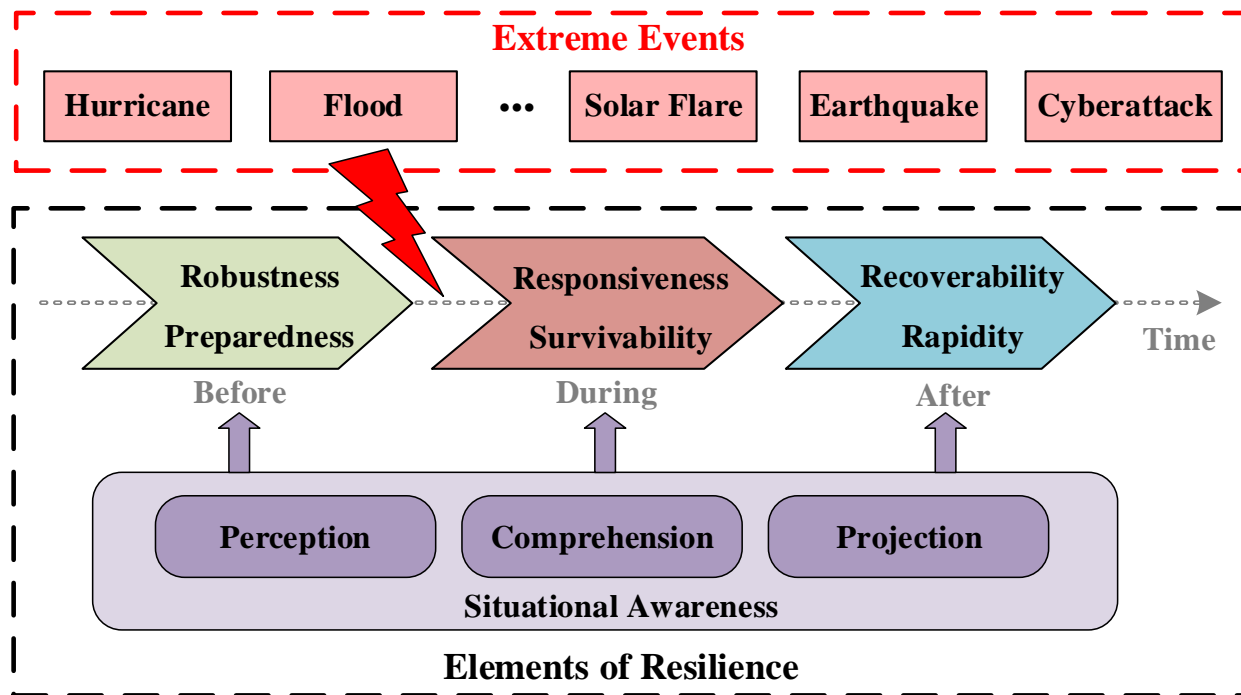 Extreme Events
Hurricane
Flood
...
Solar Flare
Earthquake
Cyberattack
Robustness
Preparedness
Responsiveness
Survivability
Recoverability
Rapidity
Time
Before
During
After
Perception
Comprehension
Projection
Situational Awareness
Elements of Resilience